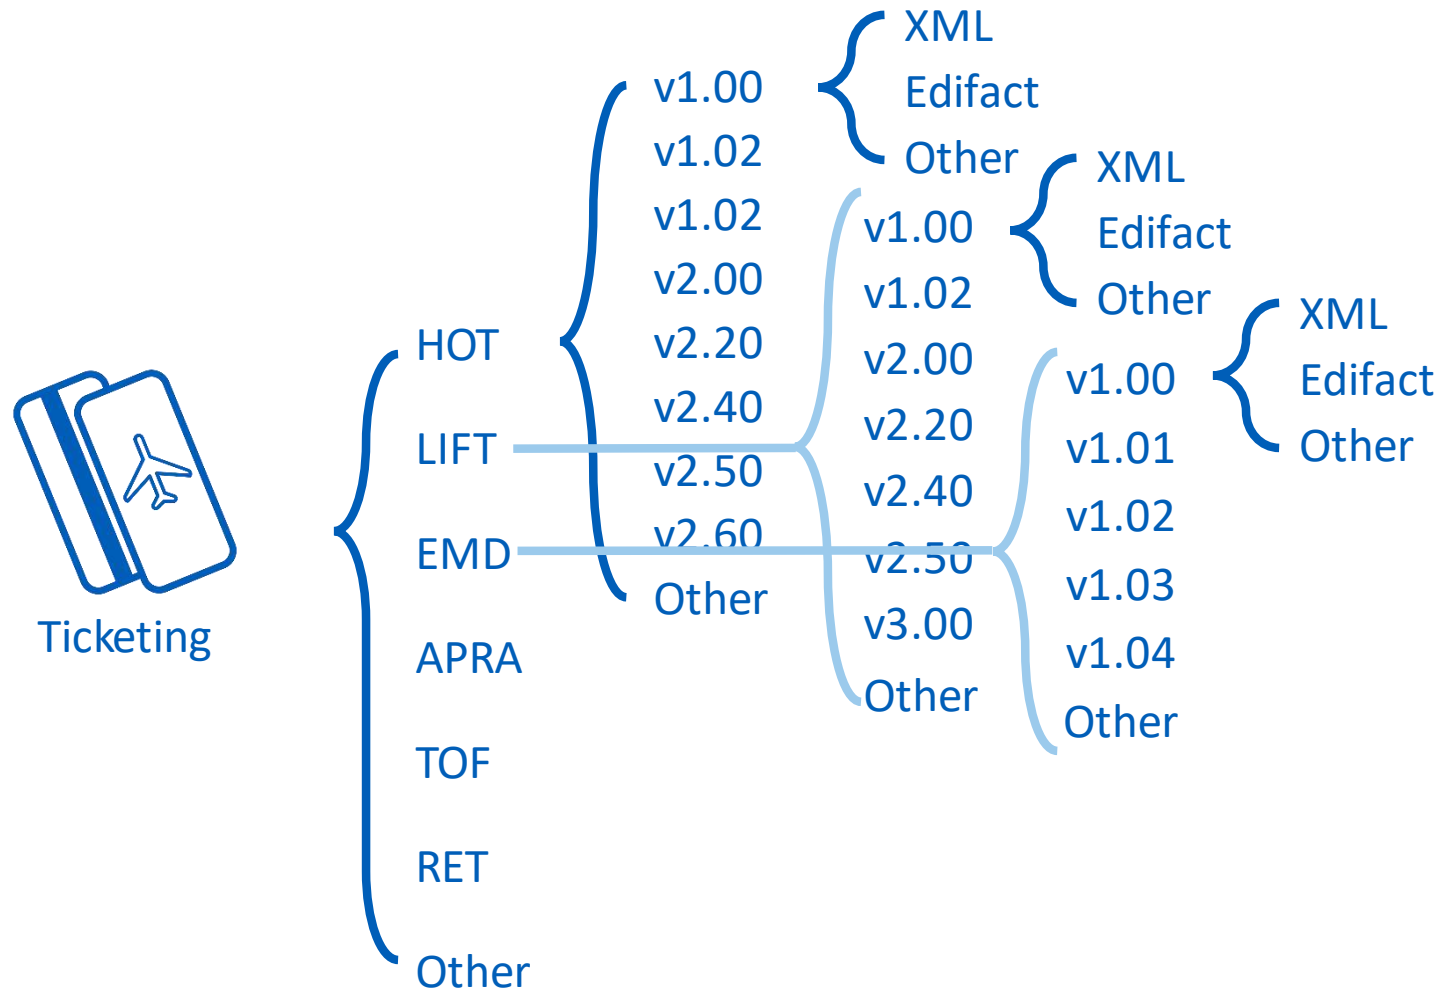 Ticketing
HOT
LIFT
EMD
APRA
TOF
RET
Other
v1.00
v1.02
v1.02
v2.00
v2.20
v2.40
v2.50
v2.60
Other
XML
Edifact
Other
v1.00
v1.02
v2.00
v2.20
v2.40
v2.50
v3.00
Other
XML
Edifact
Other
v1.00
v1.01
v1.02
v1.03
v1.04
Other
XML
Edifact
Other